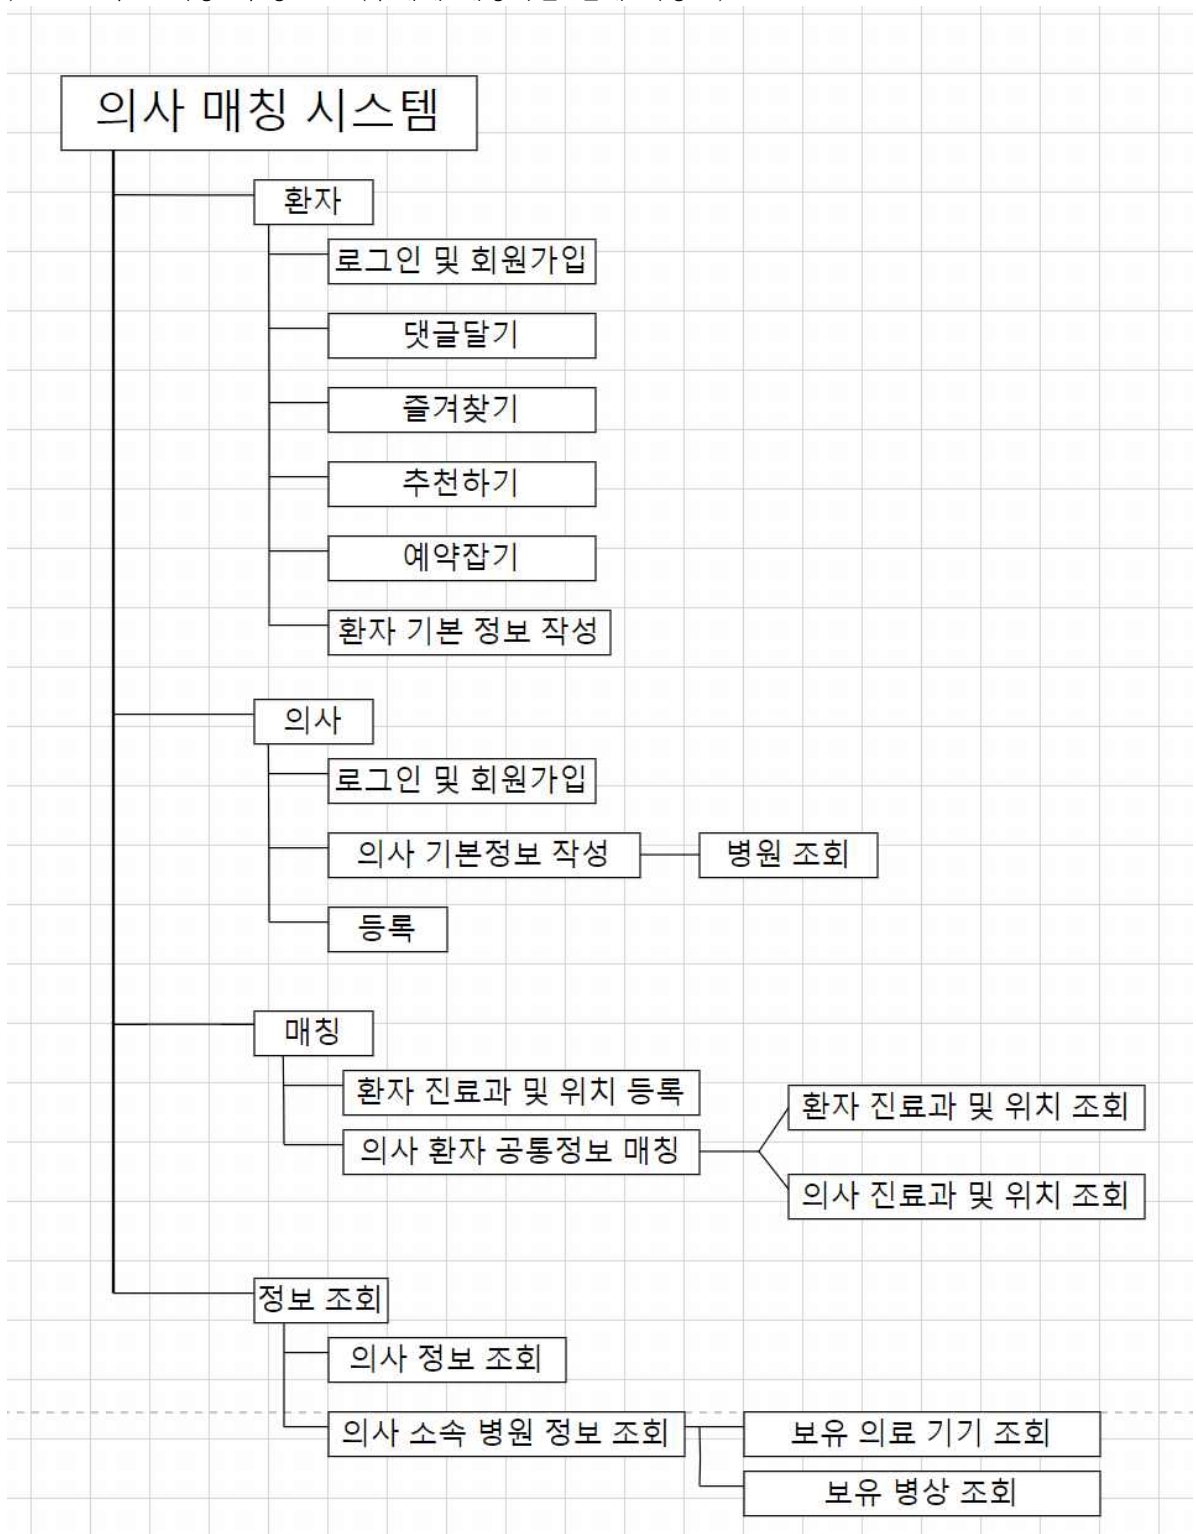 의사 매칭 시스템
환자
로그인 및 회원가입
댓글달기
즐겨찾기
추천하기
예약잡기
환자 기본 정보 작성
의사
로그인 및 회원가입
의사 기본정보 작성
병원 조회
등록
매칭
환자 진료과 및 위치 등록
환자 진료과 및 위치 조회
의사 환자 공통정보 매칭
의사 진료과 및 위치 조회
정보 조회
의사 정보 조회
의사 소속 병원 정보 조회
보유 의료 기기 조회
보유 병상 조회